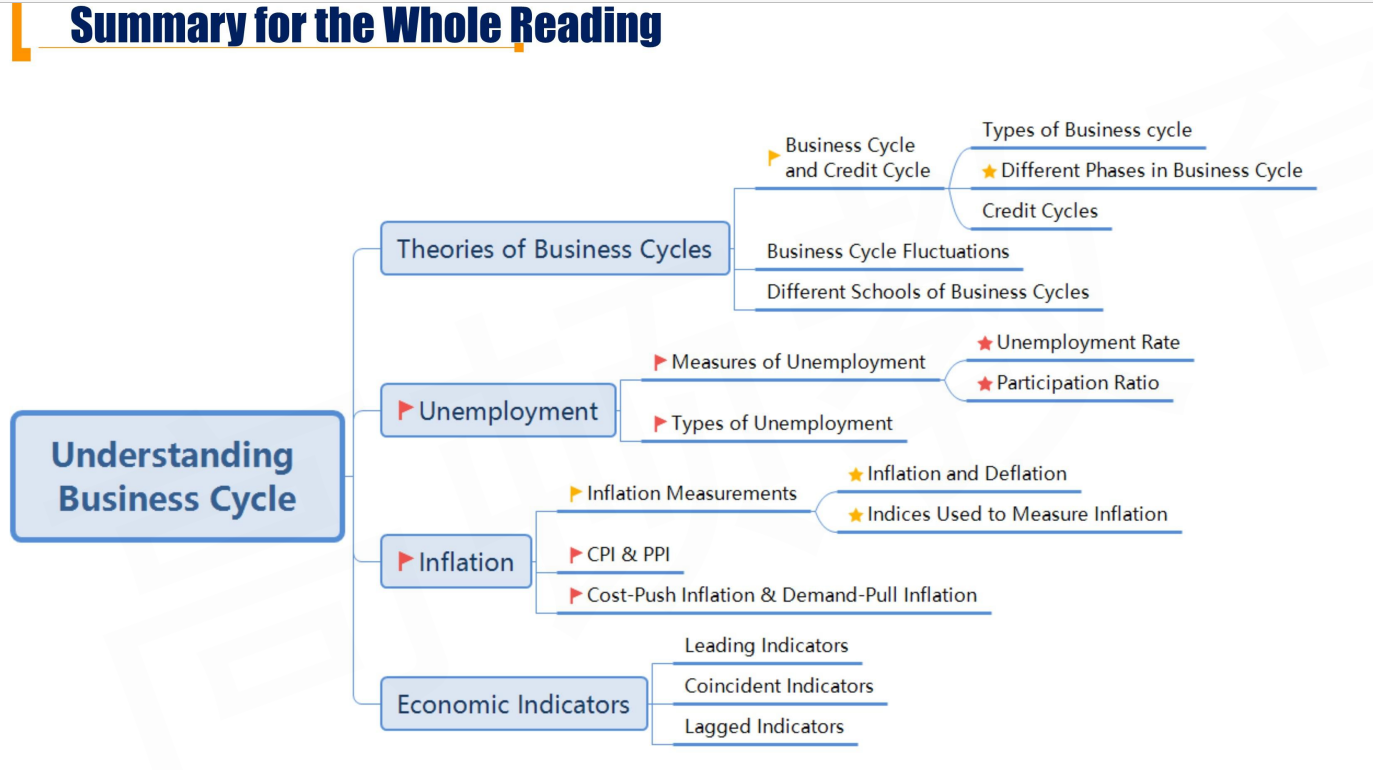 Summary for the Whole Reading
Types of Business cycle
Business Cycle
and Credit Cycle
Different Phases in Business Cycle
Credit Cycles
Theories of Business Cycles
Business Cycle Fluctuations
Different Schools of Business Cycles
Unemployment Rate
Measures of Unemployment
Participation Ratio
Unemployment
Types of Unemployment
Understanding
Business Cycle
Inflation and Deflation
Inflation Measurements
Indices Used to Measure Inflation
Inflation
CPI & PPI
Cost-Push Inflation & Demand-Pull Inflation
Leading Indicators
Economic Indicators
Coincident Indicators
Lagged Indicators